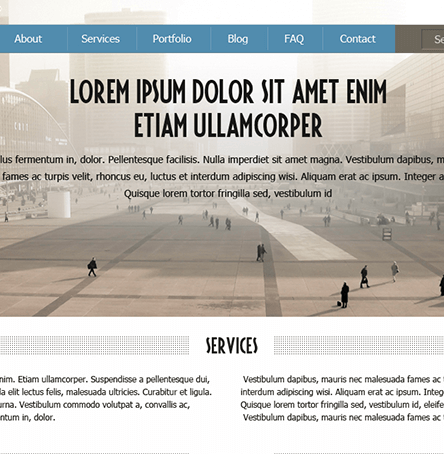 About Services Portfolio Blog FAQ Contact
LOREM IPSUM DOLOR SIT AMET ENIM
ETIAM ULLAMCORPER
lus fermentum in, dolor. Pellentesque facilisis. Nulla imperdiet sit amet magna. Vestibulum dapibus, m
fames ac turpis velit, rhoncus eu, luctus et interdum adipiscing wisi. Aliquam erat ac ipsum. Integer a
Quisque lorem tortor fringilla sed, vestibulum id
SERVICES
nim. Etiam ullamcorper. Suspendisse a pellentesque dui,
a elit lectus felis, malesuada ultricies. Curabitur et ligula.
urna. Vestibulum commodo volutpat a, convallis ac,
entum in, dolor.
Vestibulum dapibus, mauris nec malesuada fames ac
interdum adipiscing wisi. Aliquam erat ac ipsum. Integer
Quisque lorem tortor fringilla sed, vestibulum id, eleife
Vestibulum dapibus, mauris nec malesuada fames ac